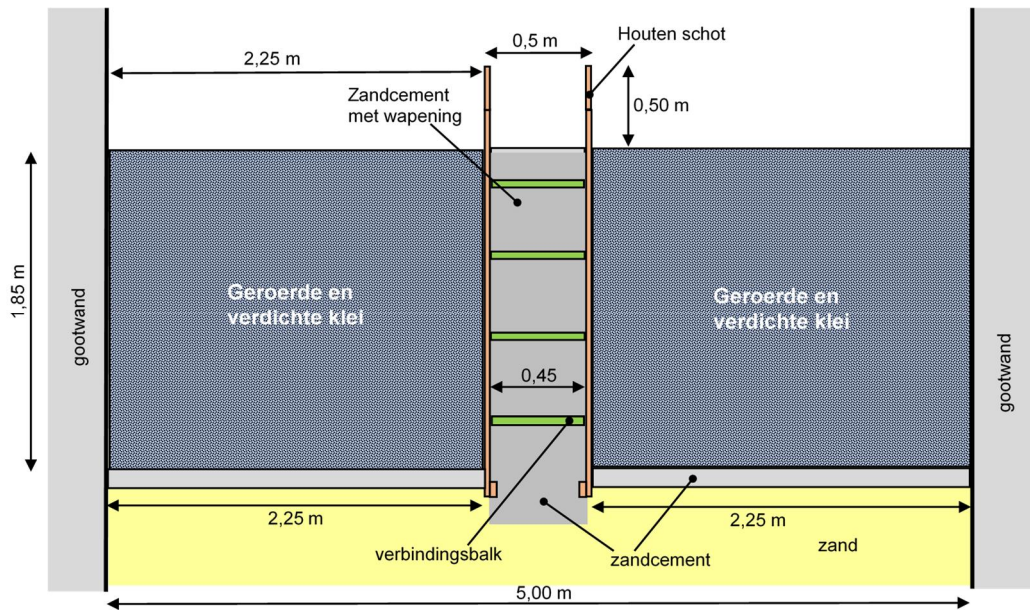 0,5 m
Houten schot
2,25 m
0,50 m
Zandcement
met wapening
1,85 m
gootwand
Geroerde en
verdichte klei
Geroerde en
verdichte klei
gootwand
0,45
2,25 m
2,25 m
verbindingsbalk
zandcement
zand
5,00 m